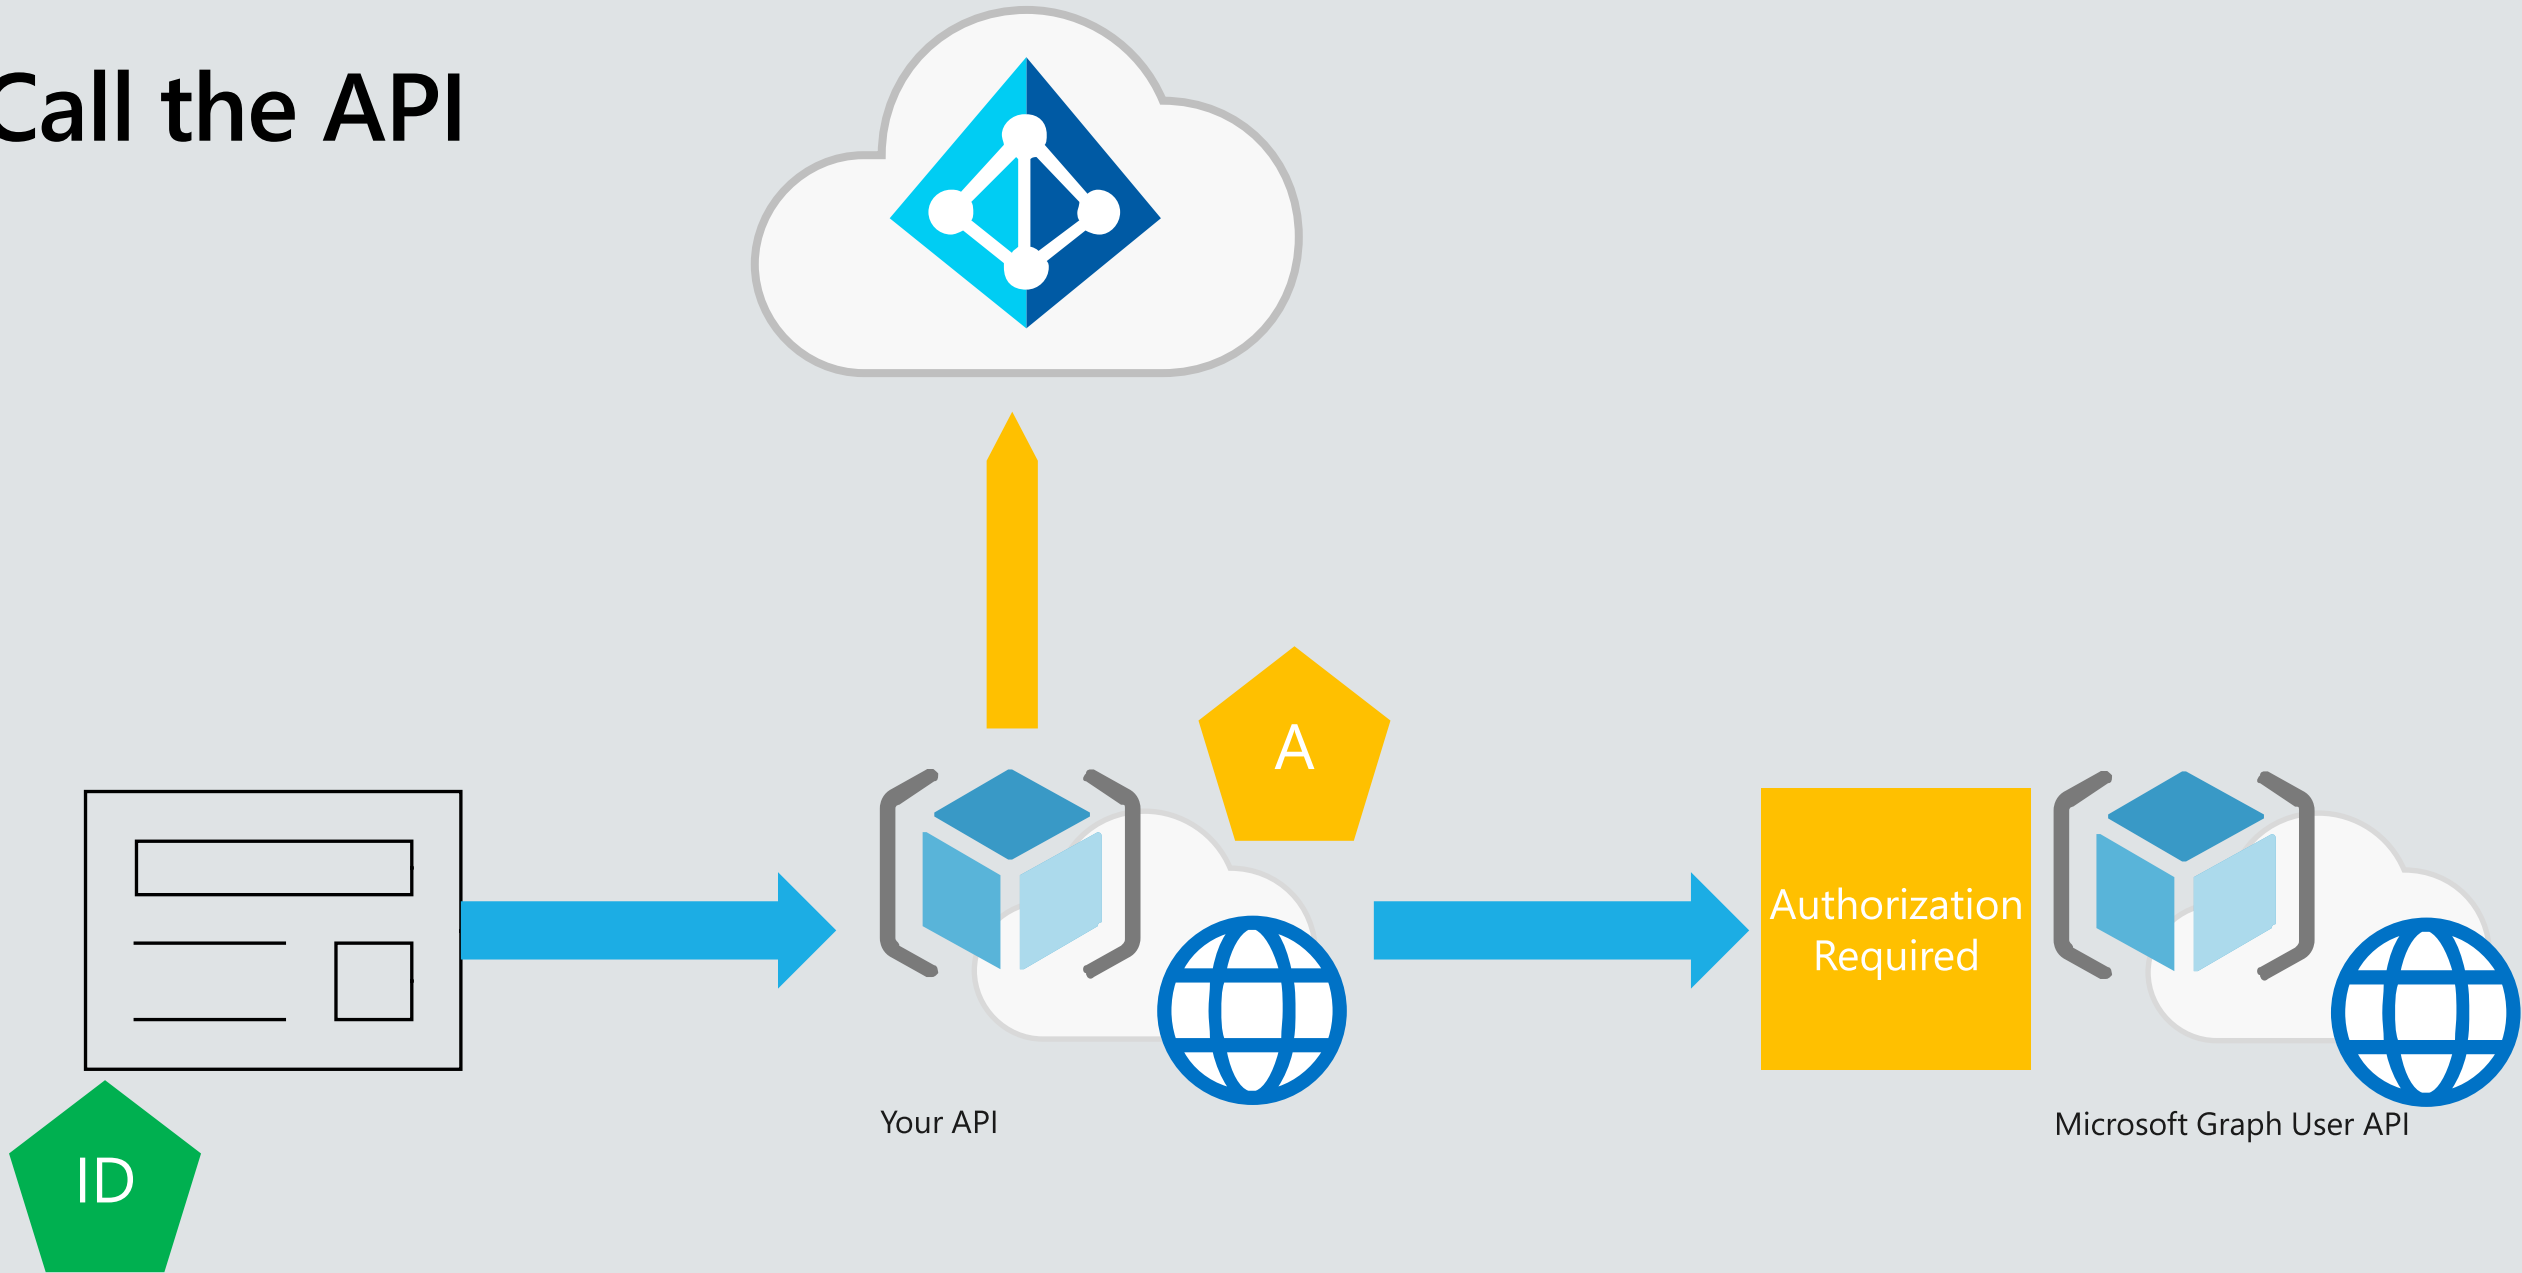 Call the API
A
Authorization
Required
Your API
Microsoft Graph User API
ID